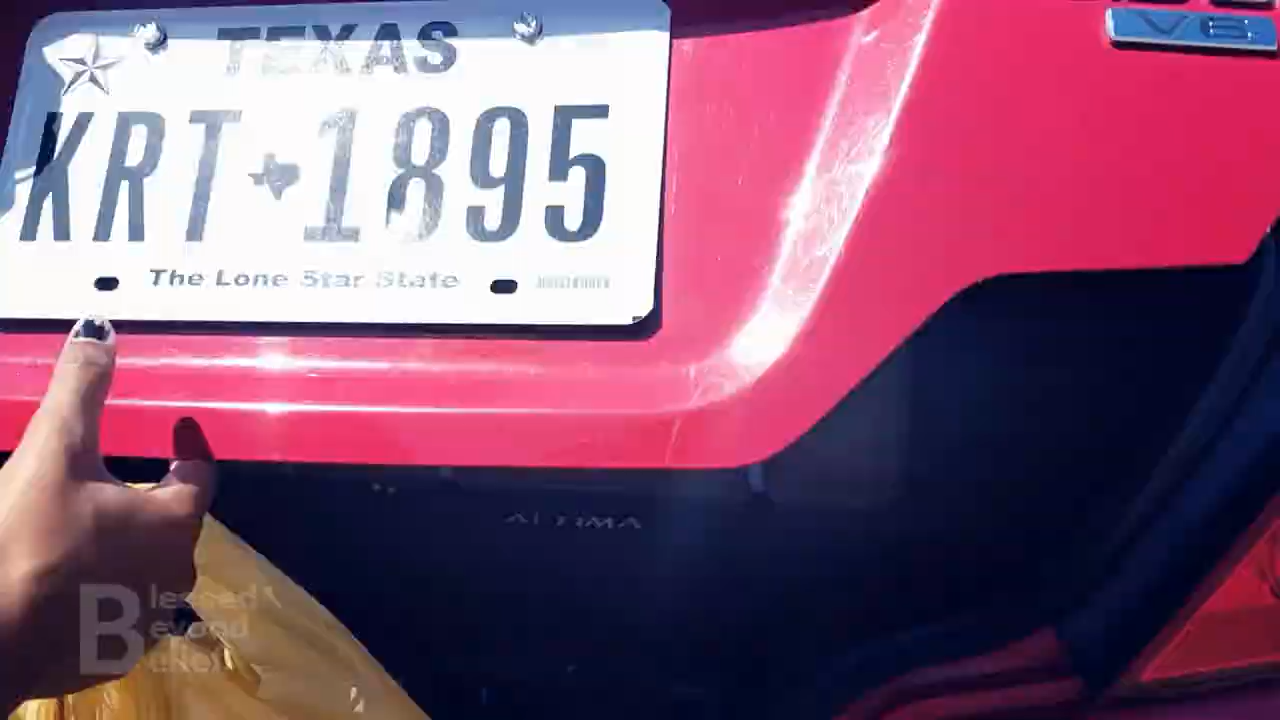 TEXAS
V6
KRT 1895
The Lone Star State
ALTIMA
Blessed
Beyond